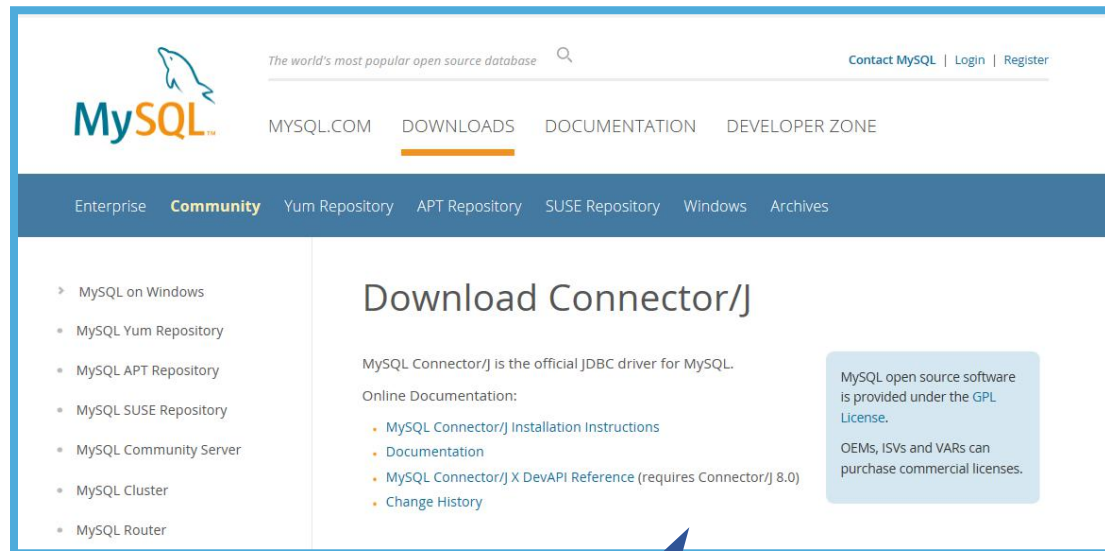 The world's most popular open source database
Contact MySQL | Login | Register
MySQL™
MYSQL.COM DOWNLOADS DOCUMENTATION DEVELOPER ZONE
Enterprise Community Yum Repository APT Repository SUSE Repository Windows Archives
MySQL on Windows
MySQL Yum Repository
MySQL APT Repository
MySQL SUSE Repository
MySQL Community Server
MySQL Cluster
MySQL Router
Download Connector/J
MySQL Connector/J is the official JDBC driver for MySQL.
Online Documentation:
MySQL Connector/J Installation Instructions
Documentation
MySQL Connector/J X DevAPI Reference (requires Connector/J 8.0)
Change History
MySQL open source software
is provided under the GPL
License.
OEMs, ISVs and VARs can
purchase commercial licenses.